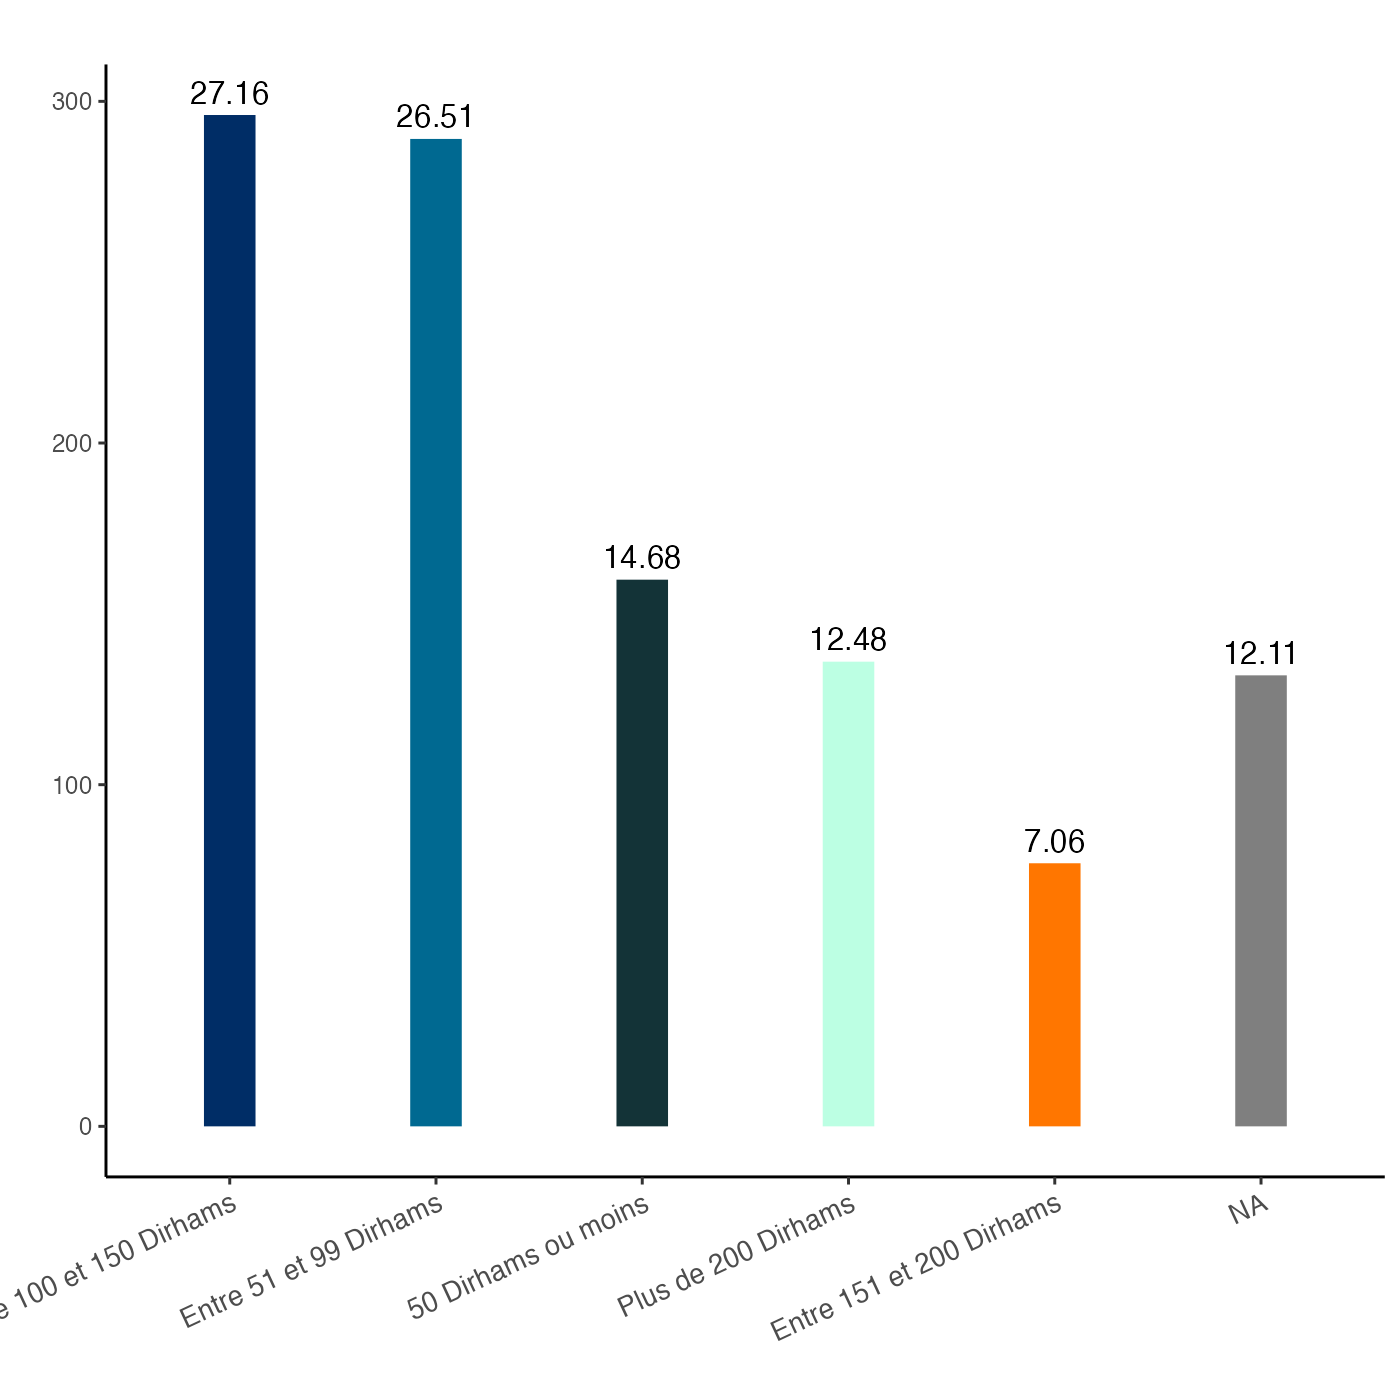 300
200
100
0
27.16
26.51
14.68
12.48
7.06
12.11
e 100 et 150 Dirhams
Entre 51 et 99 Dirhams
50 Dirhams ou moins
Plus de 200 Dirhams
Entre 151 et 200 Dirhams
NA